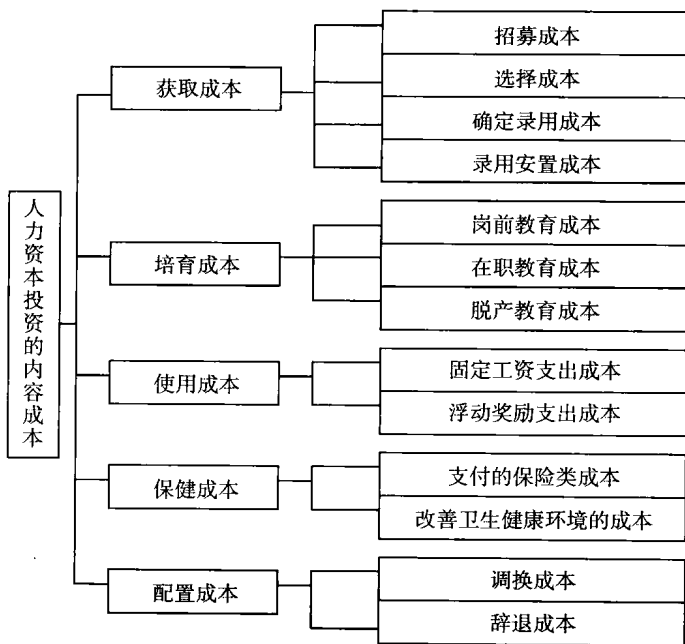 人力资本投资的内容成本
获取成本
招募成本
选择成本
确定录用成本
录用安置成本
培育成本
岗前教育成本
在职教育成本
脱产教育成本
使用成本
固定工资支出成本
浮动奖励支出成本
保健成本
支付的保险类成本
改善卫生健康环境的成本
配置成本
调换成本
辞退成本